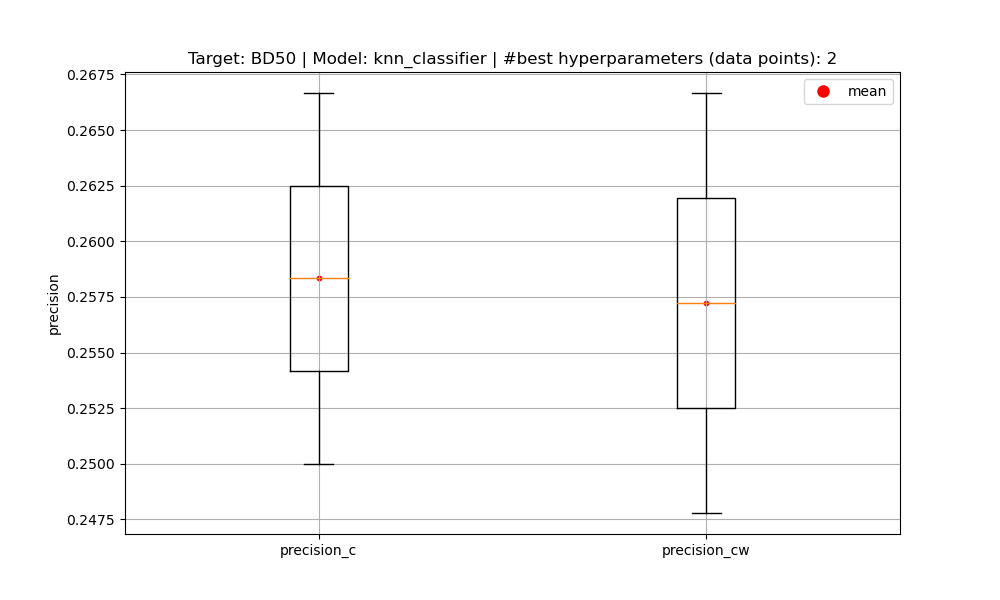 Target: BD50 | Model: knn_classifier | #best hyperparameters (data points): 2
mean
precision
0.2675
0.2650
0.2625
0.2600
0.2575
0.2550
0.2525
0.2500
0.2475
precision_c
precision_cw